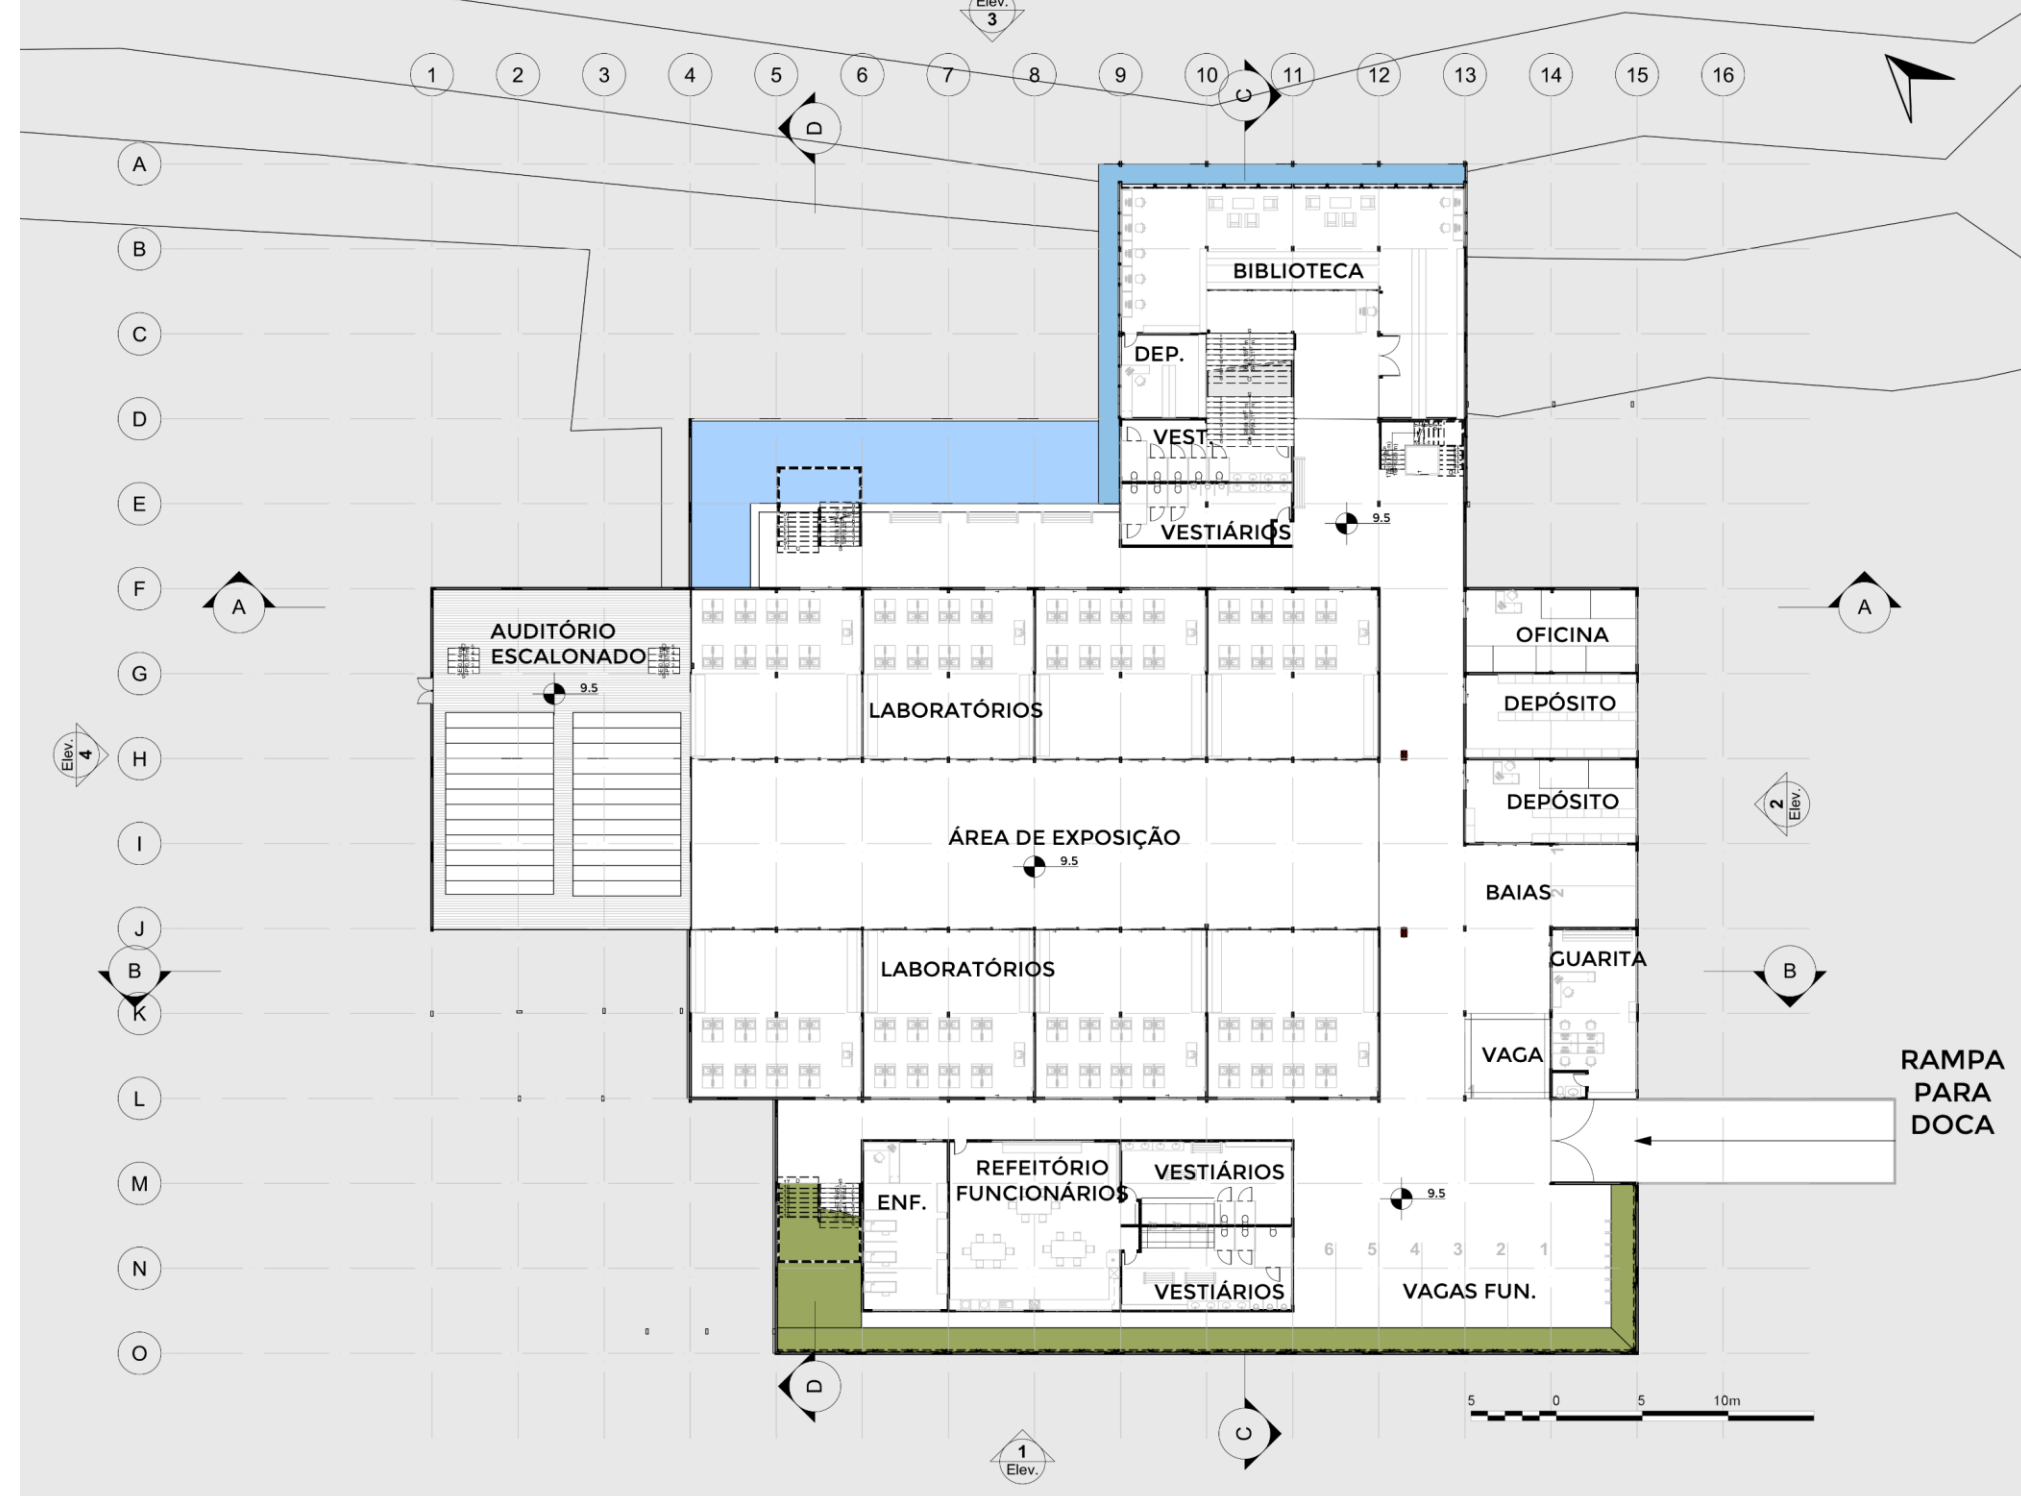 Elev.
3
1 2 3 4 5 6 7 8 9 10 11 12 13 14 15 16
C
D
A
B
BIBLIOTECA
C
DEP.
D
VEST.
E
9.5
VESTIÁRIOS
F
A
A
AUDITÓRIO
ESCALONADO
OFICINA
G
9.5
DEPÓSITO
LABORATÓRIOS
Elev.
4
H
2
Elev.
DEPÓSITO
I
ÁREA DE EXPOSIÇÃO
9.5
1
2
BAIAS
J
GUARITA
B
LABORATÓRIOS
B
K
VAGA
RAMPA
PARA
DOCA
L
1
REFEITÓRIO
FUNCIONÁRIOS
VESTIÁRIOS
M
ENF.
9.5
6 5 4 3 2 1
N
VESTIÁRIOS
VAGAS FUN.
O
D
5 0 5 10m
C
1
Elev.